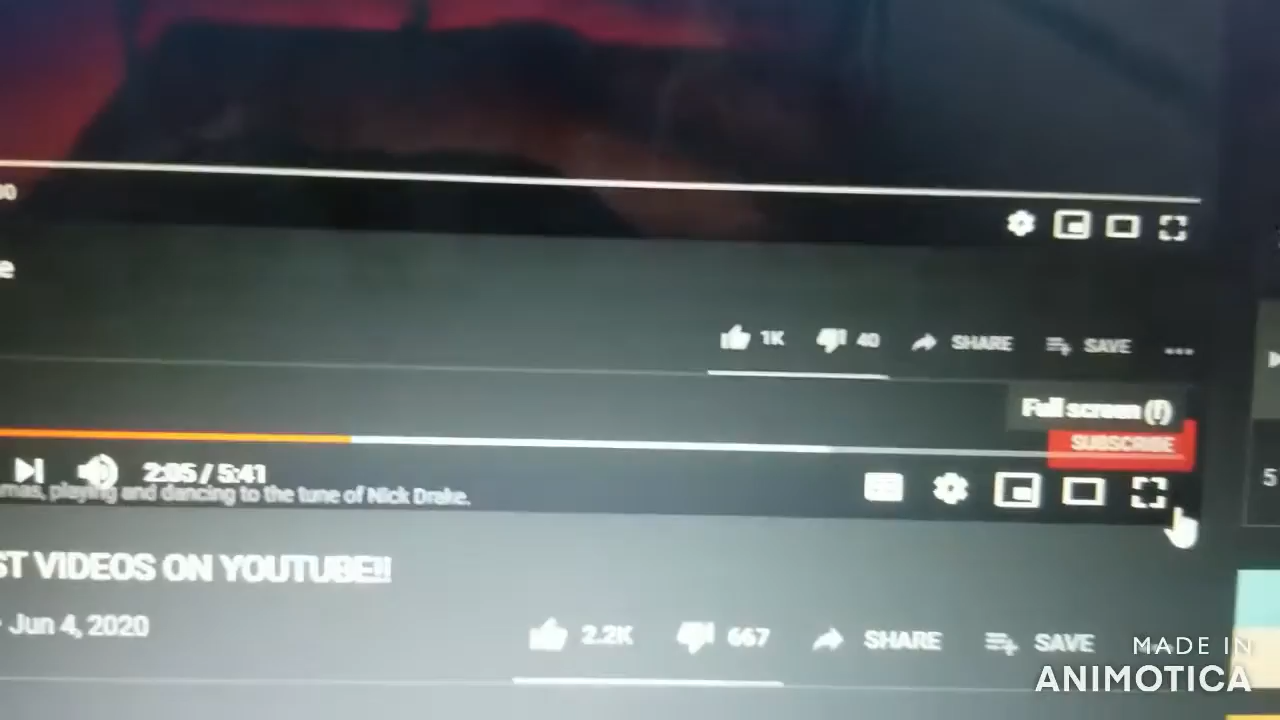 e
1K 40 SHARE SAVE ...
Full screen (f)
SUBSCRIBE
2:05 / 5:41
mas, playing and dancing to the tune of Nick Drake.
ST VIDEOS ON YOUTUBE!!
Jun 4, 2020
2.2K 667 SHARE SAVE
5
MADE IN
ANIMOTICA